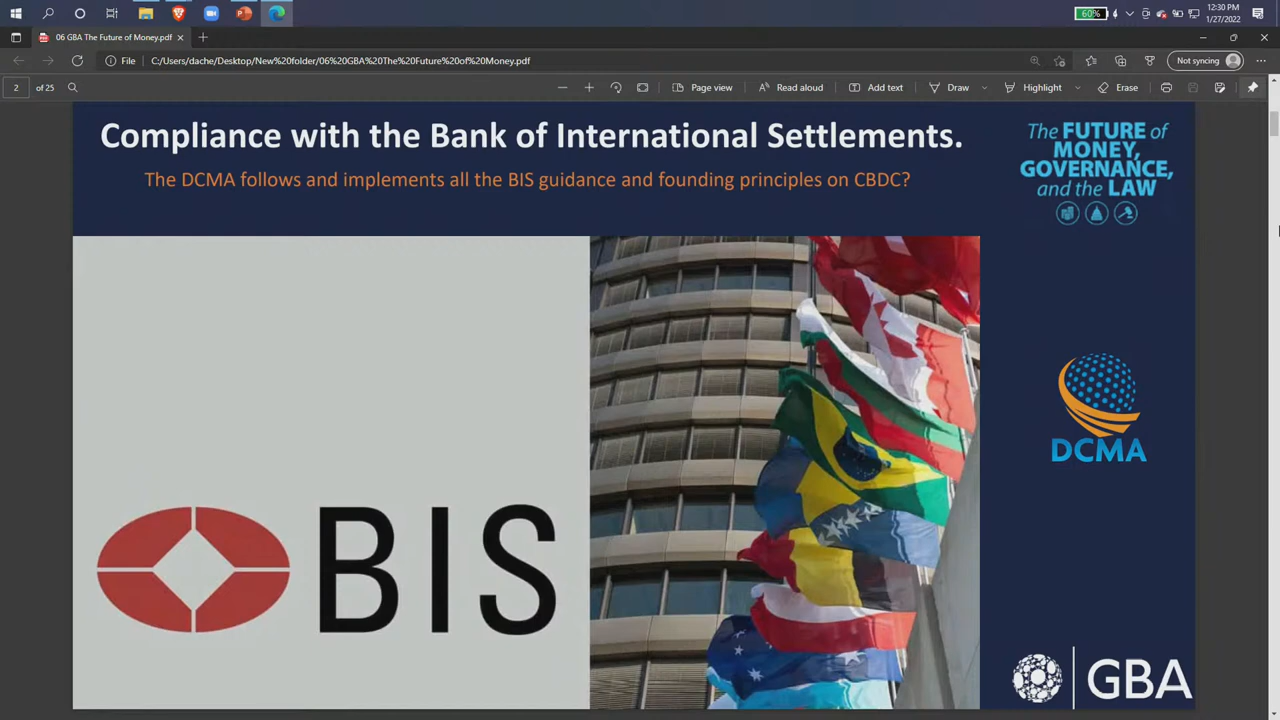 60%
12:30 PM
1/27/2022
06 GBA The Future of Money.pdf
File
C:/Users/dache/Desktop/New%20folder/06%20GBA%20The%20Future%20of%20Money.pdf
Not syncing
2 of 25
Page view
Read aloud
Add text
Draw
Highlight
Erase
Compliance with the Bank of International Settlements.
The DCMA follows and implements all the BIS guidance and founding principles on CBDC?
The FUTURE of
MONEY,
GOVERNANCE,
and the LAW
BIS
DCMA
GBA